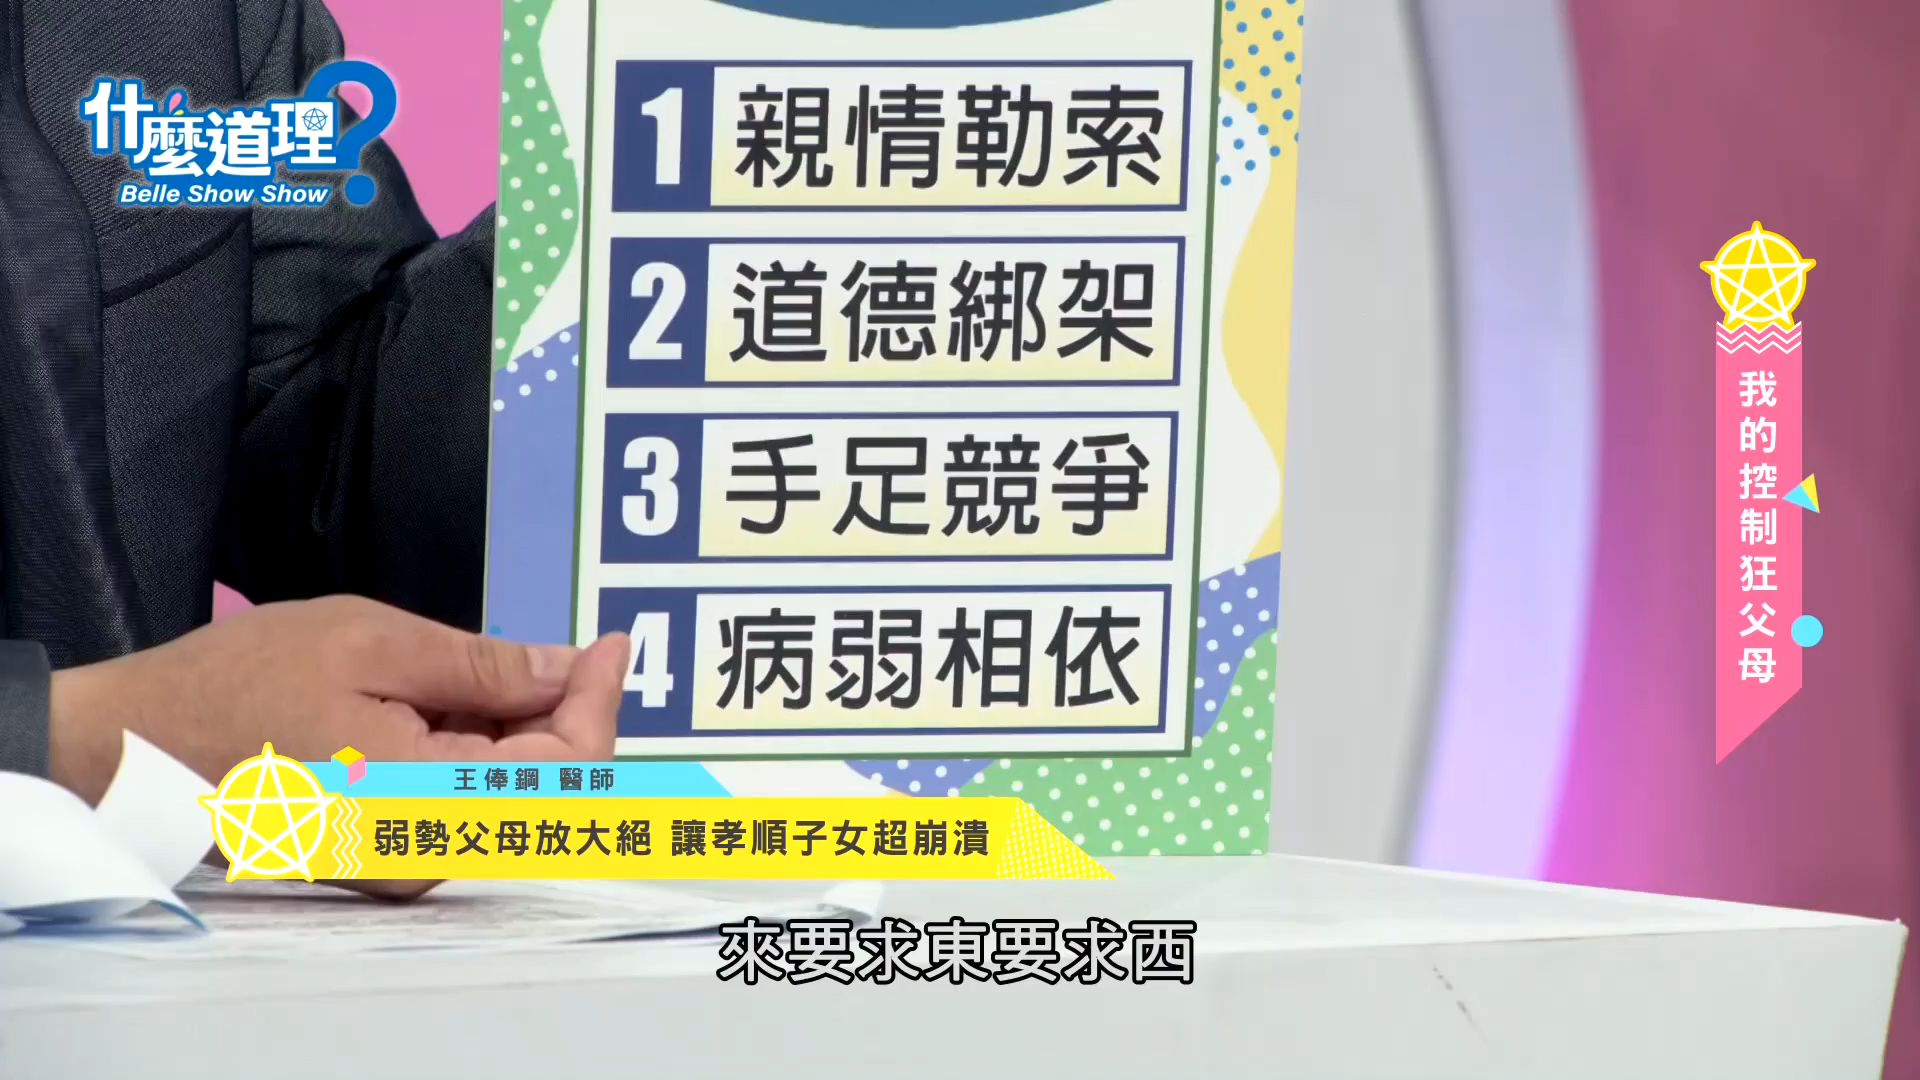 什麼道理?
Belle Show Show
1 親情勒索
2 道德綁架
3 手足競爭
4 病弱相依
我的控制狂父母
王俸鋼 醫師
弱勢父母放大絕 讓孝順子女超崩潰
來要求東要求西